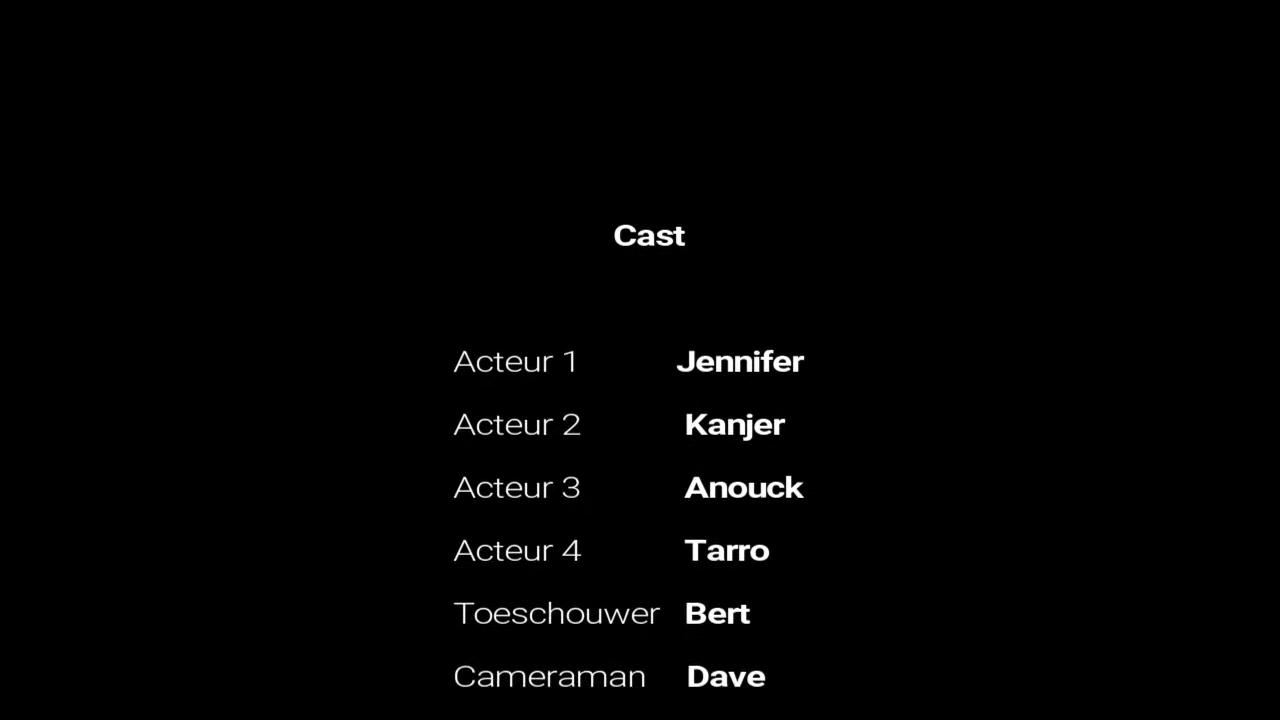 Cast
Acteur 1 Jennifer
Acteur 2 Kanjer
Acteur 3 Anouck
Acteur 4 Tarro
Toeschouwer Bert
Cameraman Dave